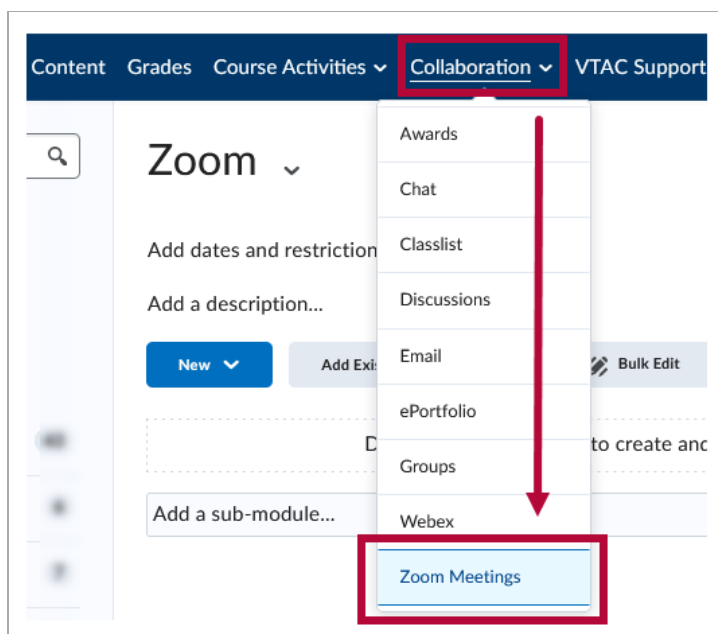 Content Grades Course Activities Collaboration VTAC Support
Zoom
Awards
Chat
Add dates and restriction
Classlist
Add a description...
Discussions
New
Add Exi
Email
Bulk Edit
ePortfolio
D
to create and
Groups
Add a sub-module...
Webex
Zoom Meetings